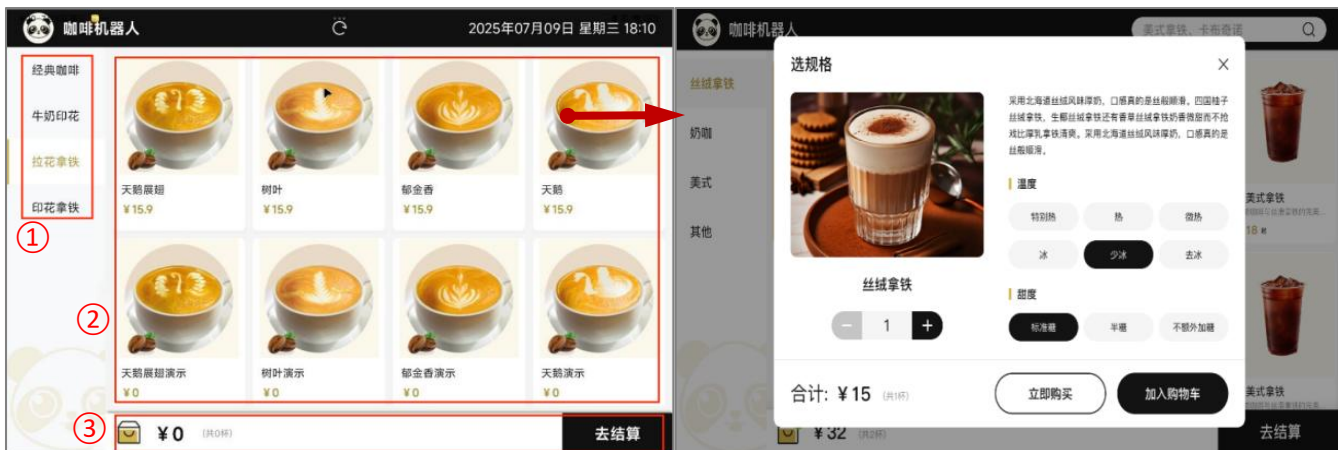 咖啡机器人
2025年07月09日 星期三 18:10
经典咖啡
牛奶印花
拉花拿铁
印花拿铁
①
天鹅展翅
¥15.9
树叶
¥15.9
郁金香
¥15.9
天鹅
¥15.9
②
天鹅展翅演示
¥0
树叶演示
¥0
郁金香演示
¥0
天鹅演示
¥0
③
¥0 (共0杯)
去结算
咖啡机器人
美式拿铁、卡布奇诺
丝绒拿铁
奶咖
美式
其他
选规格
采用北海道丝绒风味厚奶、口感真的是丝般顺滑。四国柚子
丝绒拿铁，生椰丝绒拿铁还有香草丝绒拿铁奶香微甜而不抢
戏比厚乳拿铁清爽。采用北海道丝绒风味厚奶、口感真的是
丝般顺滑。
温度
特别热
热
微热
冰
少冰
去冰
丝绒拿铁
1
甜度
标准糖
半糖
不额外加糖
合计: ¥15 (共1杯)
立即购买
加入购物车
美式拿铁
18
美式拿铁
¥32 (共2杯)
去结算